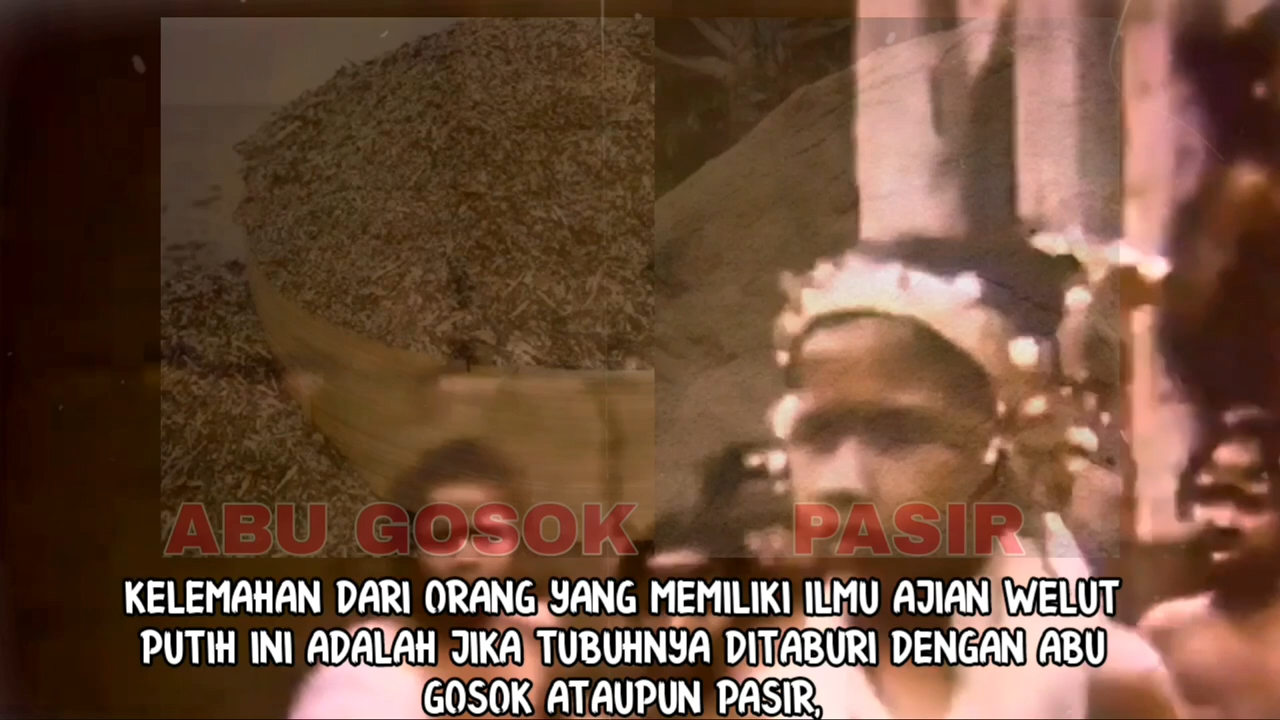 ABU GOSOK
PASIR
KELEMAHAN DARI ORANG YANG MEMILIKI ILMU AJIAN WELUT
PUTIH INI ADALAH JIKA TUBUHNYA DITABURI DENGAN ABU
GOSOK ATAUPUN PASIR,